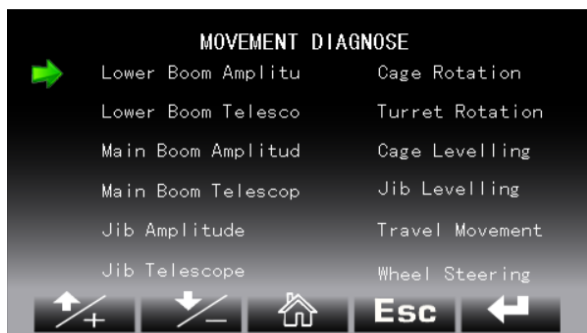 MOVEMENT DIAGNOSE
Lower Boom Amplitu
Cage Rotation
Lower Boom Telesco
Turret Rotation
Main Boom Amplitud
Cage Levelling
Main Boom Telescop
Jib Levelling
Jib Amplitude
Travel Movement
Jib Telescope
Wheel Steering
/+
/−
Esc